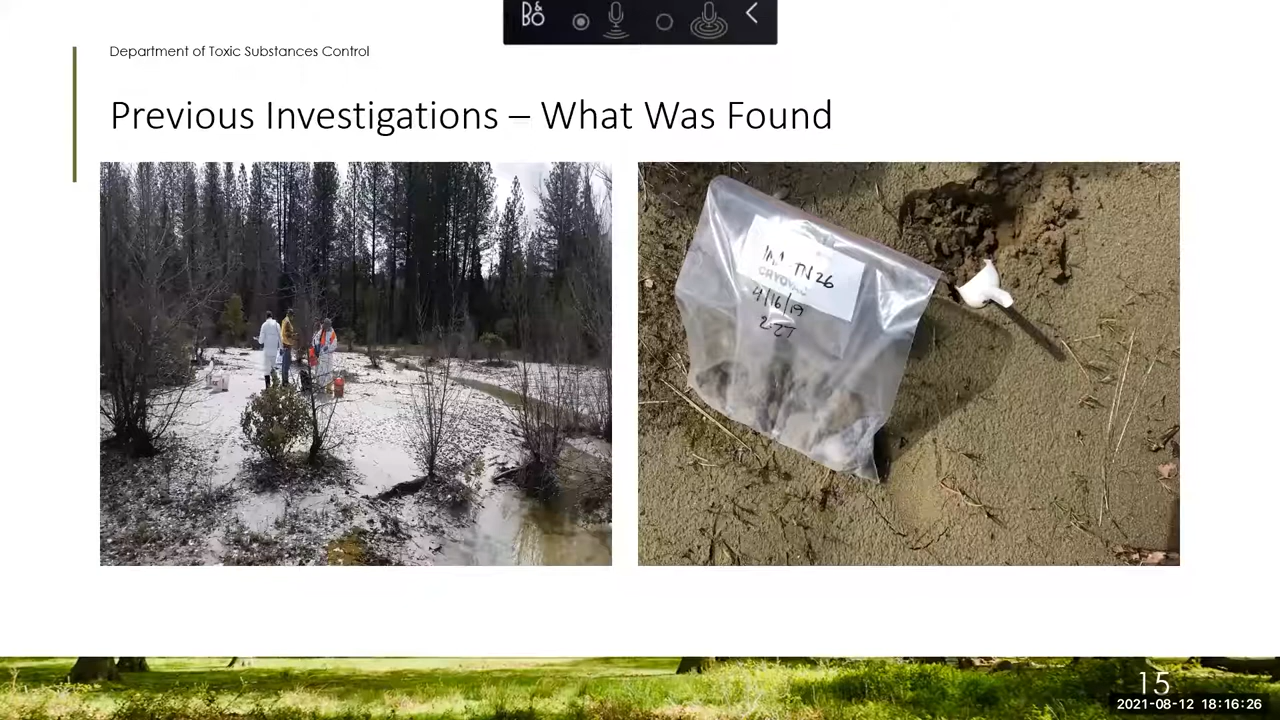 B&O
Department of Toxic Substances Control
Previous Investigations – What Was Found
TN 26
CRYOVAC
4/16/19
15
2021-08-12 18:16:26